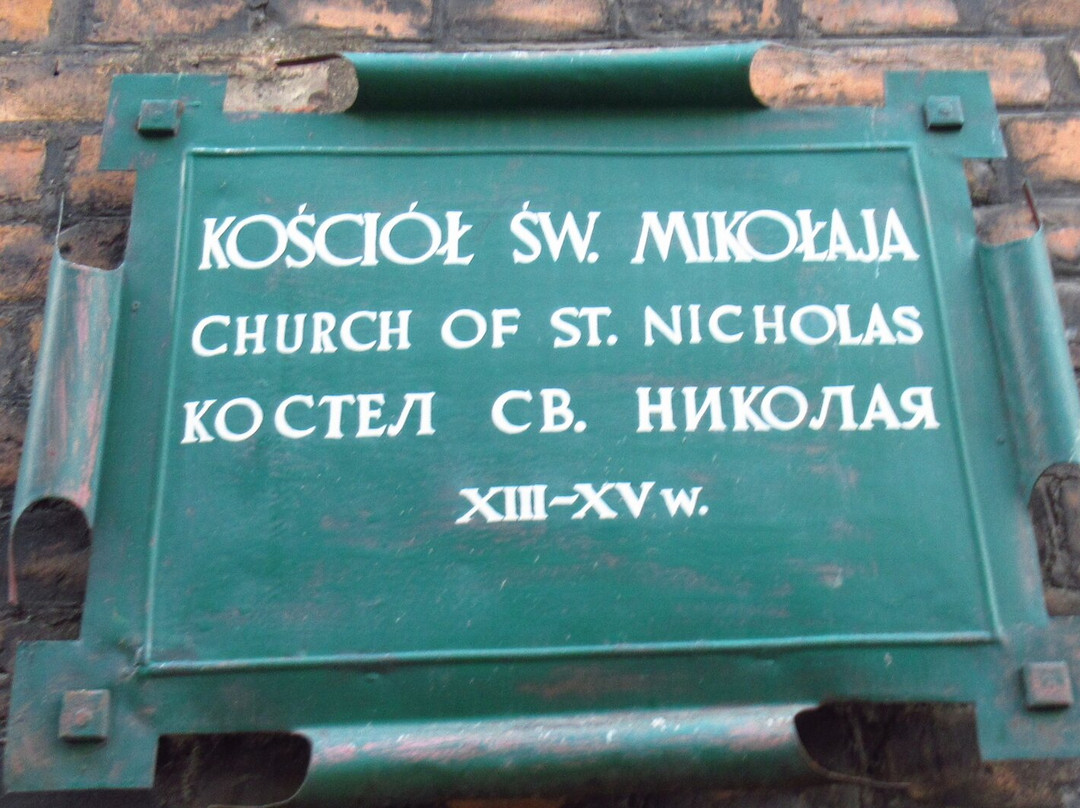 KOŚCIÓŁ ŚW. MIKOŁAJA
CHURCH OF ST. NICHOLAS
КОСТЕЛ СВ. НИКОЛАЯ
XIII-XV w.